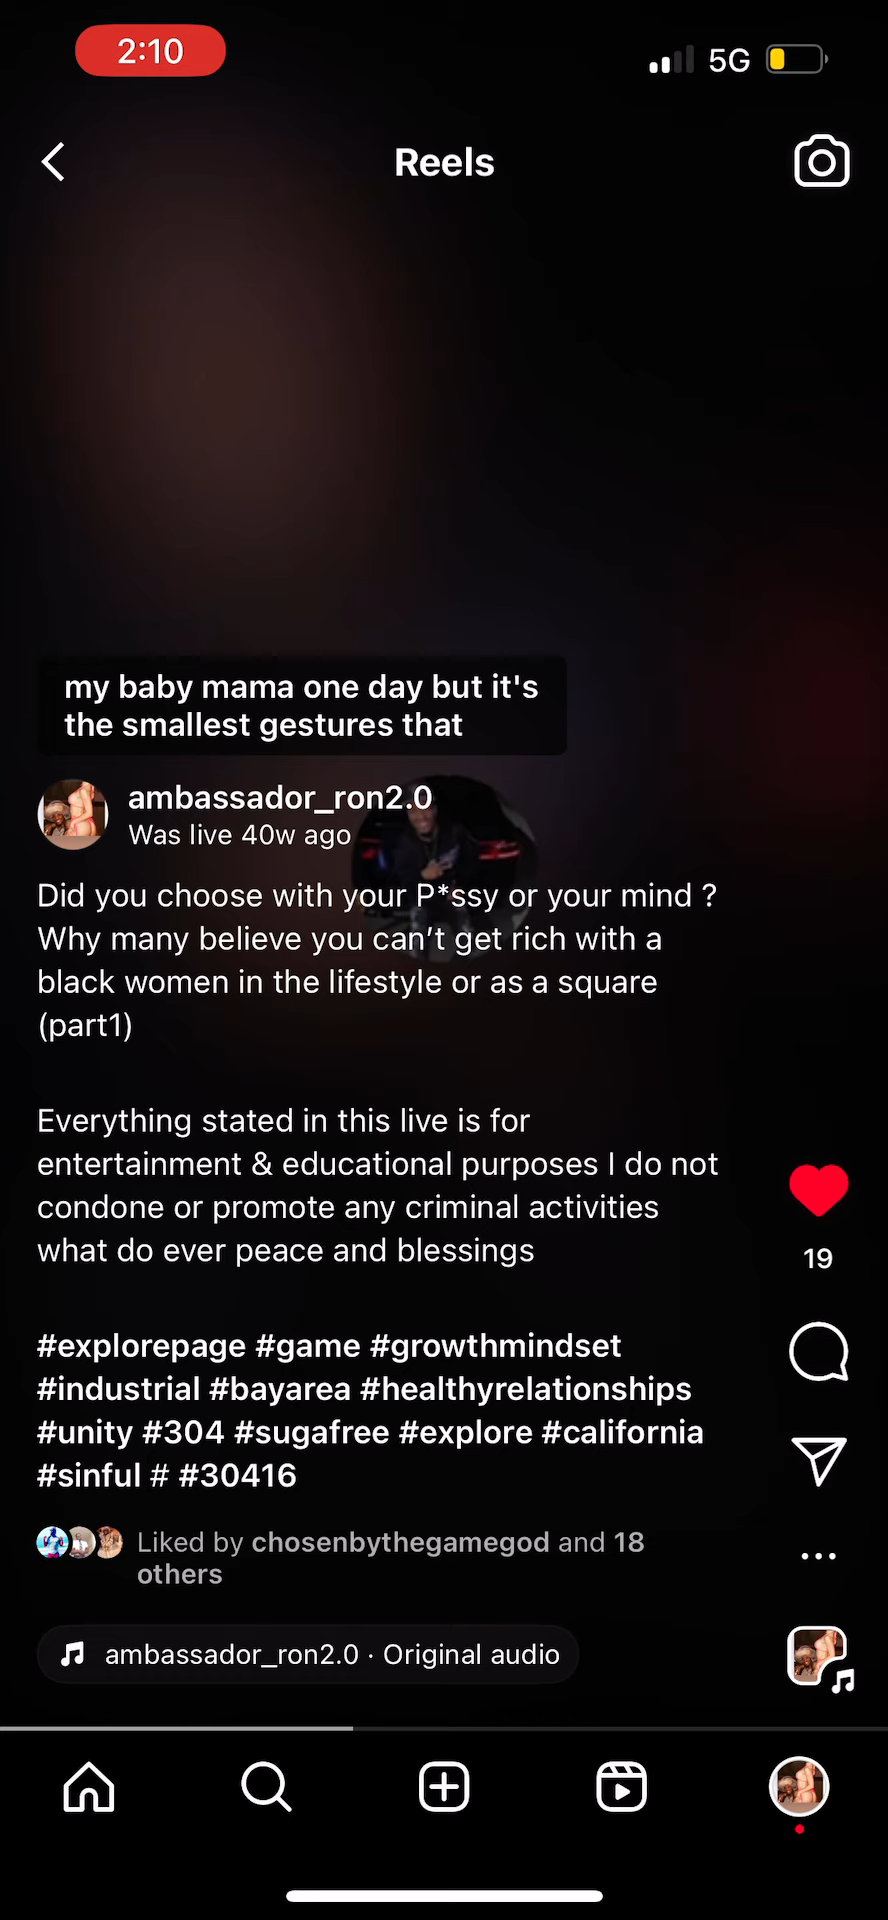 2:10
5G
Reels
my baby mama one day but it's
the smallest gestures that
ambassador_ron2.0
Was live 40w ago
Did you choose with your P*ssy or your mind ?
Why many believe you can’t get rich with a
black women in the lifestyle or as a square
(part1)
Everything stated in this live is for
entertainment & educational purposes I do not
condone or promote any criminal activities
what do ever peace and blessings
#explorepage #game #growthmindset
#industrial #bayarea #healthyrelationships
#unity #304 #sugafree #explore #california
#sinful # #30416
19
Liked by chosenbythegamegod and 18
others
ambassador_ron2.0 · Original audio